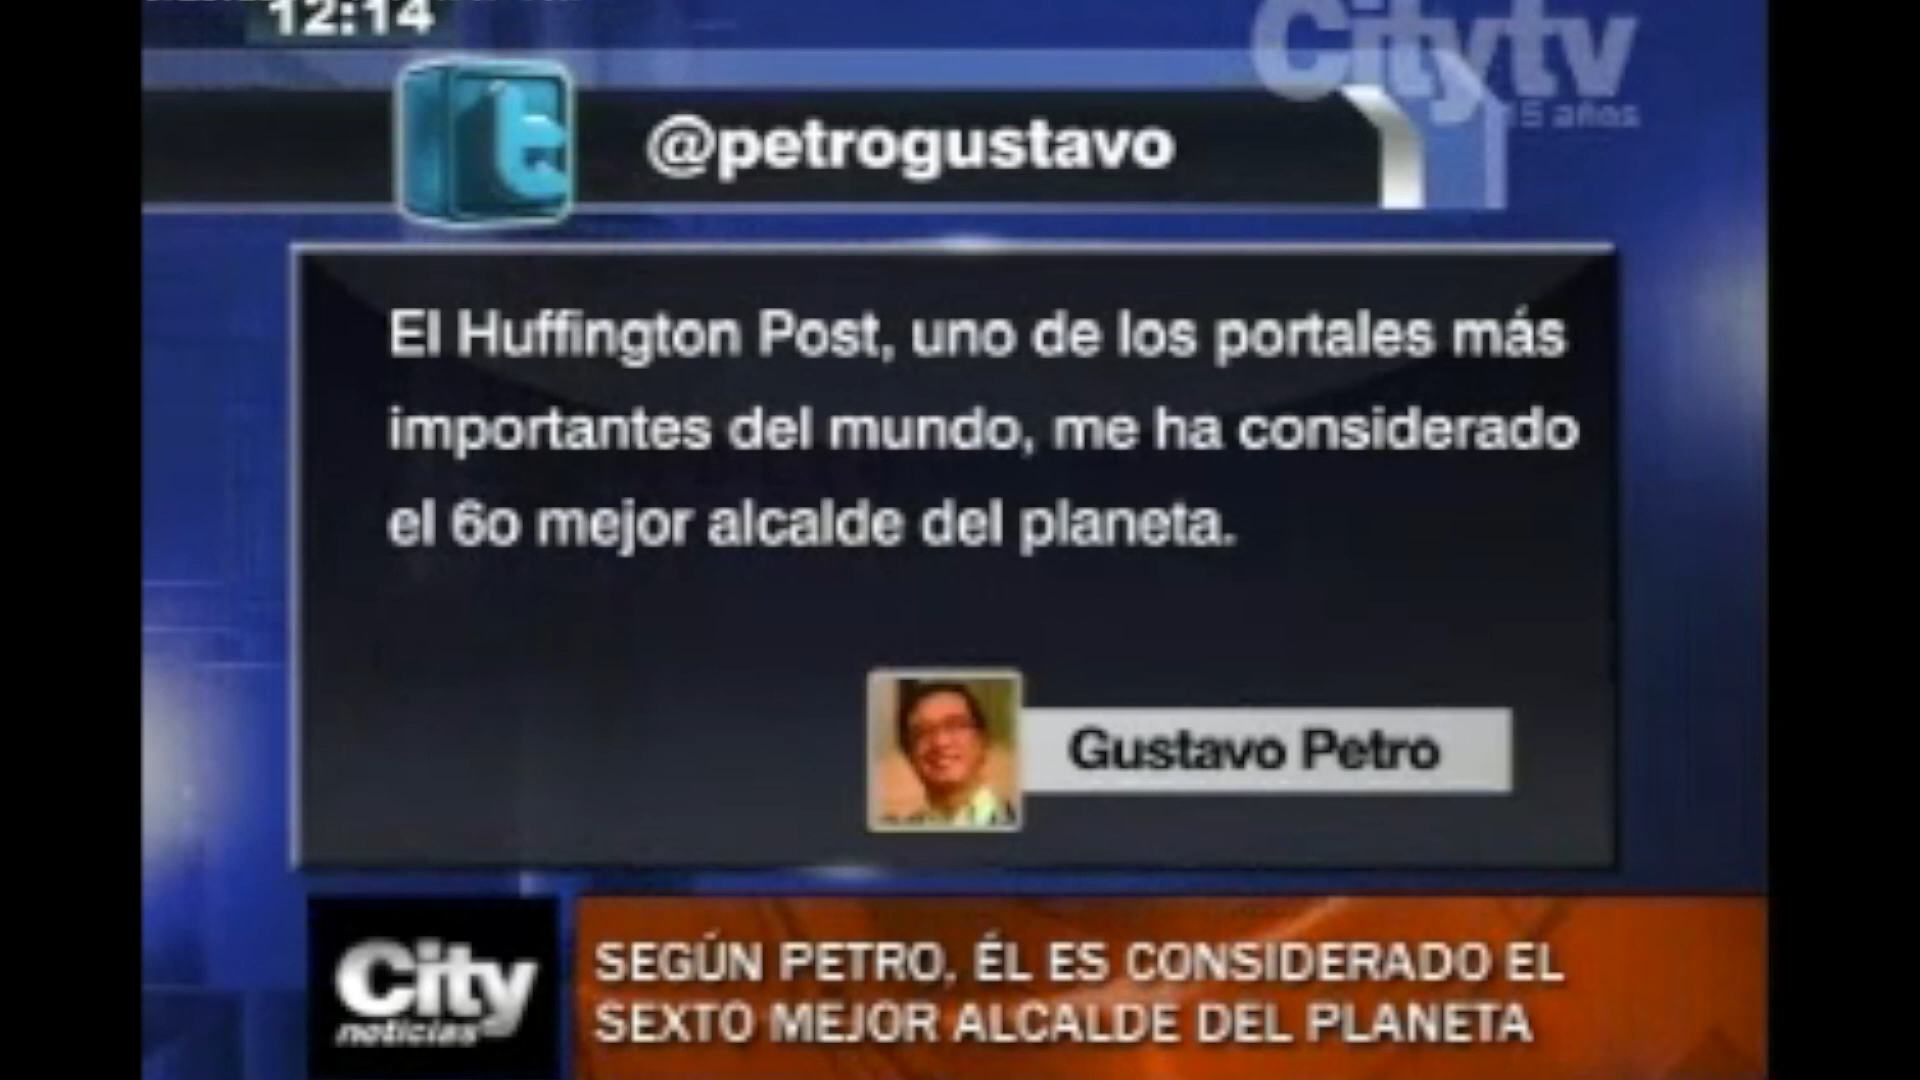 12:14
Citytv
15 años
@petrogustavo
El Huffington Post, uno de los portales más
importantes del mundo, me ha considerado
el 6o mejor alcalde del planeta.
Gustavo Petro
City
noticias
SEGÚN PETRO, ÉL ES CONSIDERADO EL
SEXTO MEJOR ALCALDE DEL PLANETA